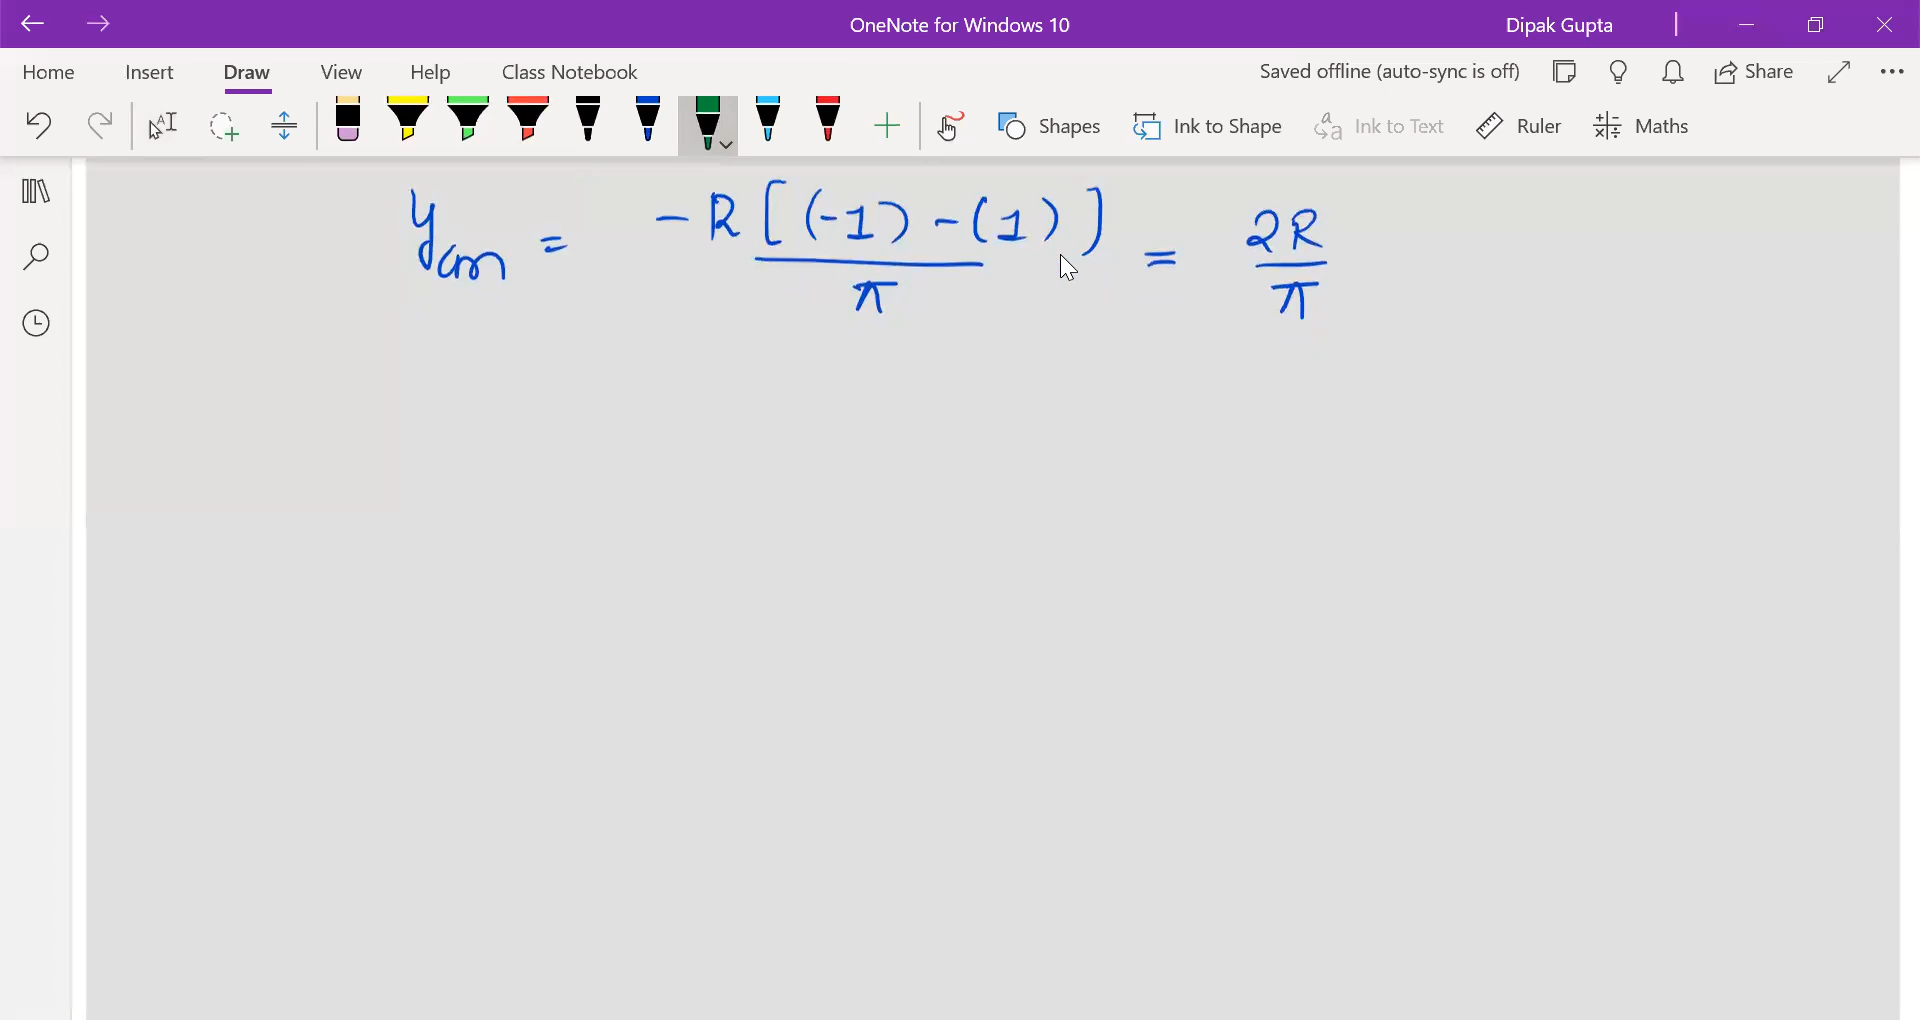 OneNote for Windows 10
Dipak Gupta
Home Insert Draw View Help Class Notebook
Saved offline (auto-sync is off) Share
Shapes Ink to Shape Ink to Text Ruler Maths
y_cm = -R[(-1)-(1)]/π = 2R/π